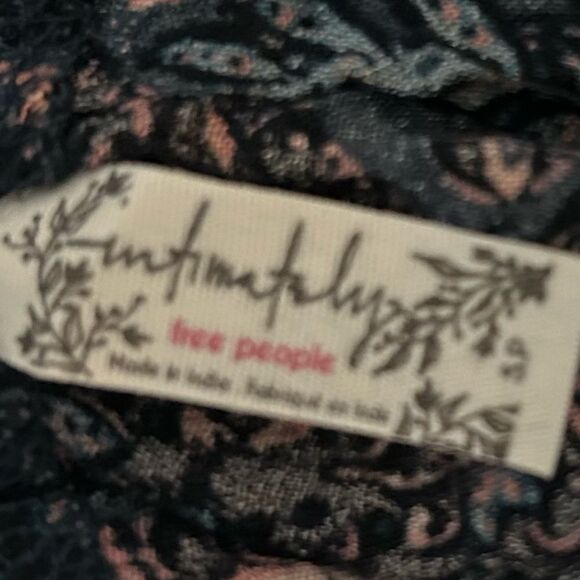 intimately
free people
Made in India . Fabriqué en Inde
S/P